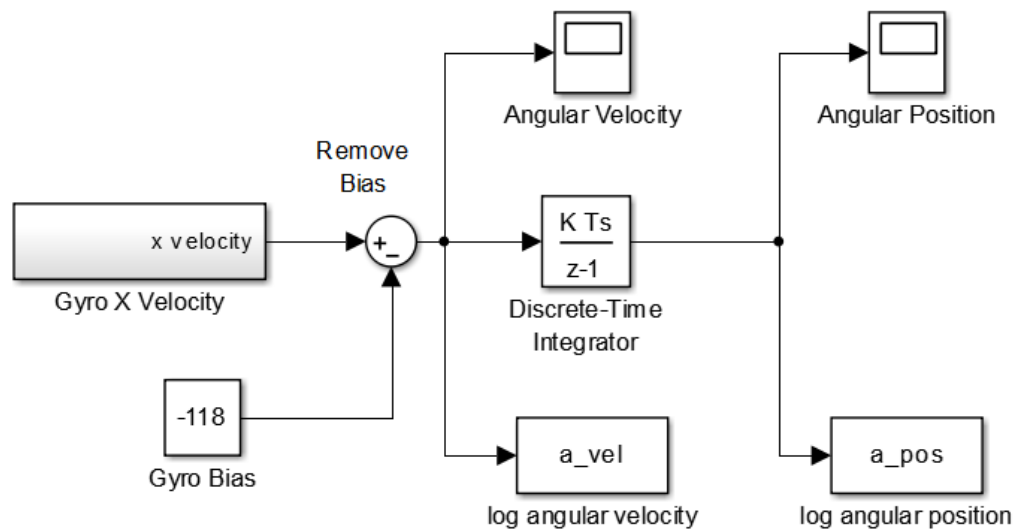 Angular Velocity
Angular Position
Remove
Bias
x velocity
+
−
Gyro X Velocity
K Ts
z-1
Discrete-Time
Integrator
-118
Gyro Bias
a_vel
log angular velocity
a_pos
log angular position